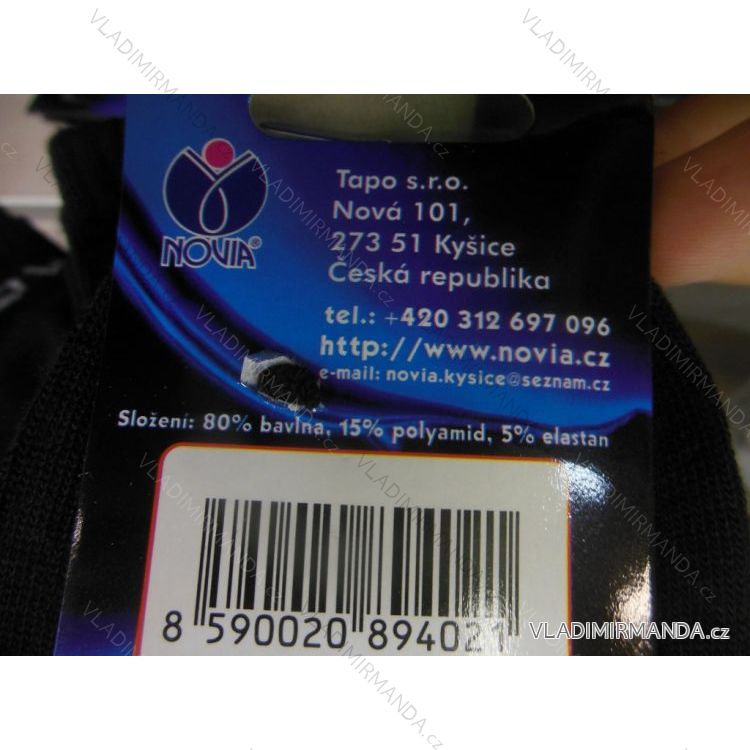 NOVIA®
Tapo s.r.o.
Nová 101,
273 51 Kyšice
Česká republika
tel.: +420 312 697 096
http://www.novia.cz
e-mail: novia.kysice@seznam.cz
Složení: 80% bavlna, 15% polyamid, 5% elastan
8 590020 894021
VLADIMIRMANDA.cz